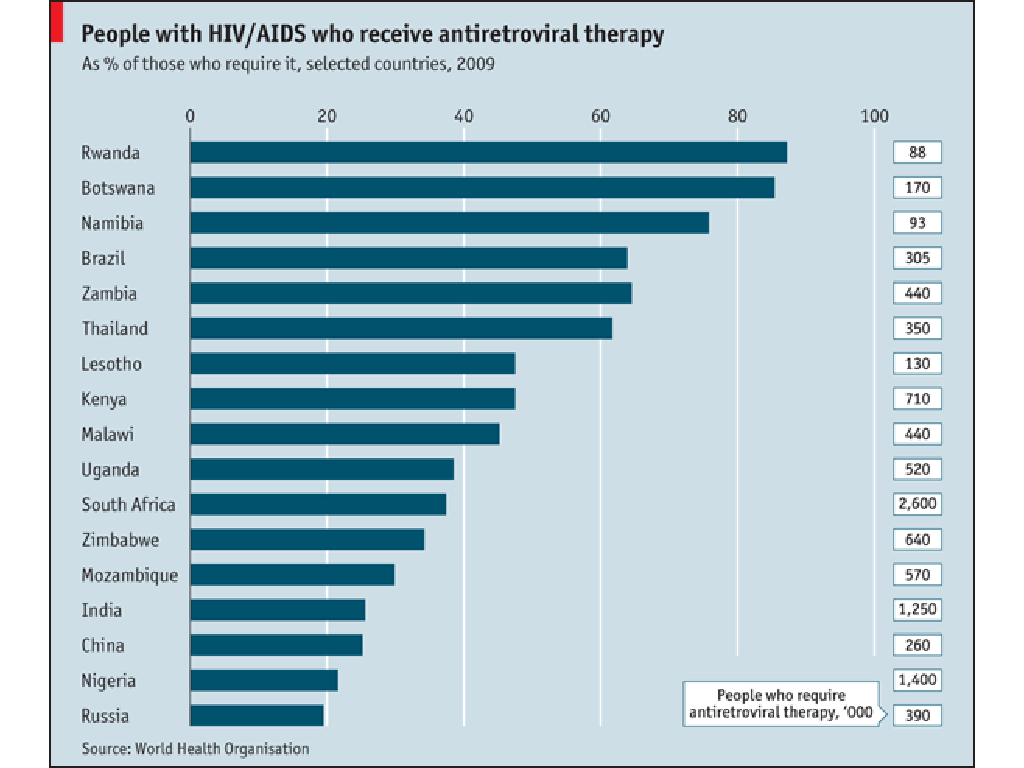 People with HIV/AIDS who receive antiretroviral therapy
As % of those who require it, selected countries, 2009
0 20 40 60 80 100
Rwanda 88
Botswana 170
Namibia 93
Brazil 305
Zambia 440
Thailand 350
Lesotho 130
Kenya 710
Malawi 440
Uganda 520
South Africa 2,600
Zimbabwe 640
Mozambique 570
India 1,250
China 260
Nigeria 1,400
Russia 390
People who require
antiretroviral therapy, ‘000
Source: World Health Organisation